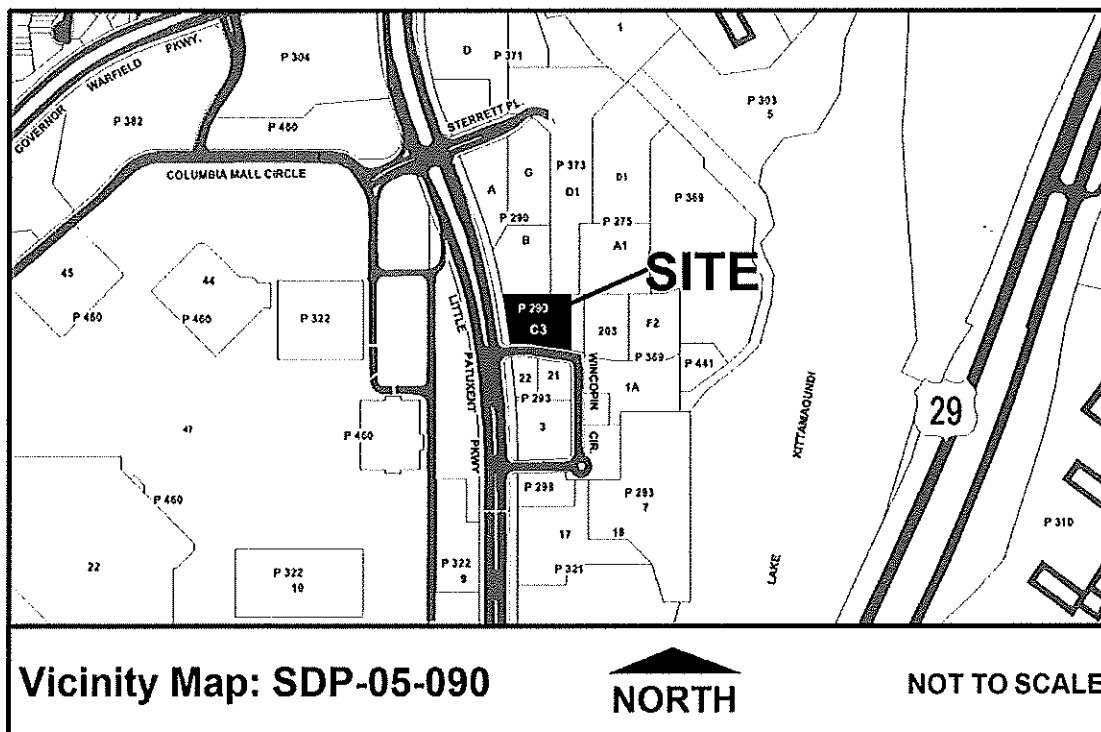 1
D
P 371
P 304
GOVERNOR WARFIELD PKWY.
P 303
5
P 382
P 460
STERRETT PL.
COLUMBIA MALL CIRCLE
G
P 373
D1
D1
A
P 369
P 290
P 275
B
A1
45
44
SITE
P 460
P 460
P 322
P 290
C3
203
F2
LITTLE PATUXENT PKWY
P 369
P 441
22
21
WINCOPIN CIR.
1A
P 293
3
29
KITTAMAOUNDI
LAKE
47
P 460
P 460
P 298
P 293
7
P 310
17
18
22
P 322
10
P 322
9
P 321
Vicinity Map: SDP-05-090
NORTH
NOT TO SCALE